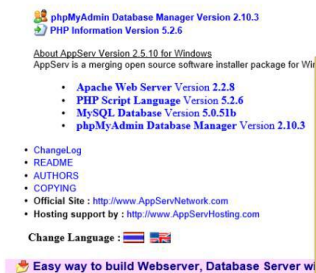 phpMyAdmin Database Manager Version 2.10.3
PHP Information Version 5.2.6
About AppServ Version 2.5.10 for Windows
AppServ is a merging open source software installer package for
• Apache Web Server Version 2.2.8
• PHP Script Language Version 5.2.6
• MySQL Database Version 5.0.51b
• phpMyAdmin Database Manager Version 2.10.3
• ChangeLog
• README
• AUTHORS
• COPYING
• Official Site : http://www.AppServNetwork.com
• Hosting support by : http://www.AppServHosting.com
Change Language :
Easy way to build Webserver, Database Server